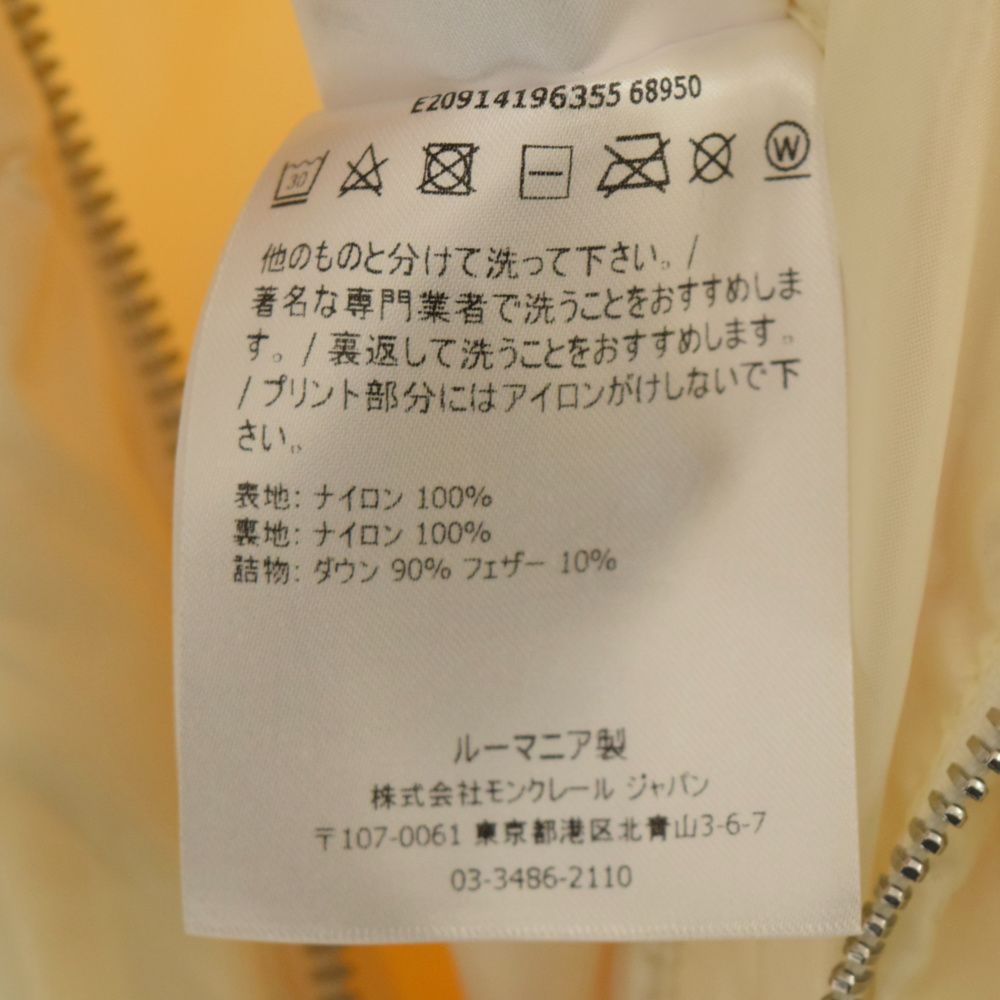 E20914196355 68950
30
W
他のものと分けて洗って下さい。/
著名な専門業者で洗うことをおすすめしま
す。/ 裏返して洗うことをおすすめします。
/ プリント部分にはアイロンがけしないで下
さい。
表地: ナイロン 100%
裏地: ナイロン 100%
詰物: ダウン 90% フェザー 10%
ルーマニア製
株式会社モンクレール ジャパン
〒107-0061 東京都港区北青山3-6-7
03-3486-2110